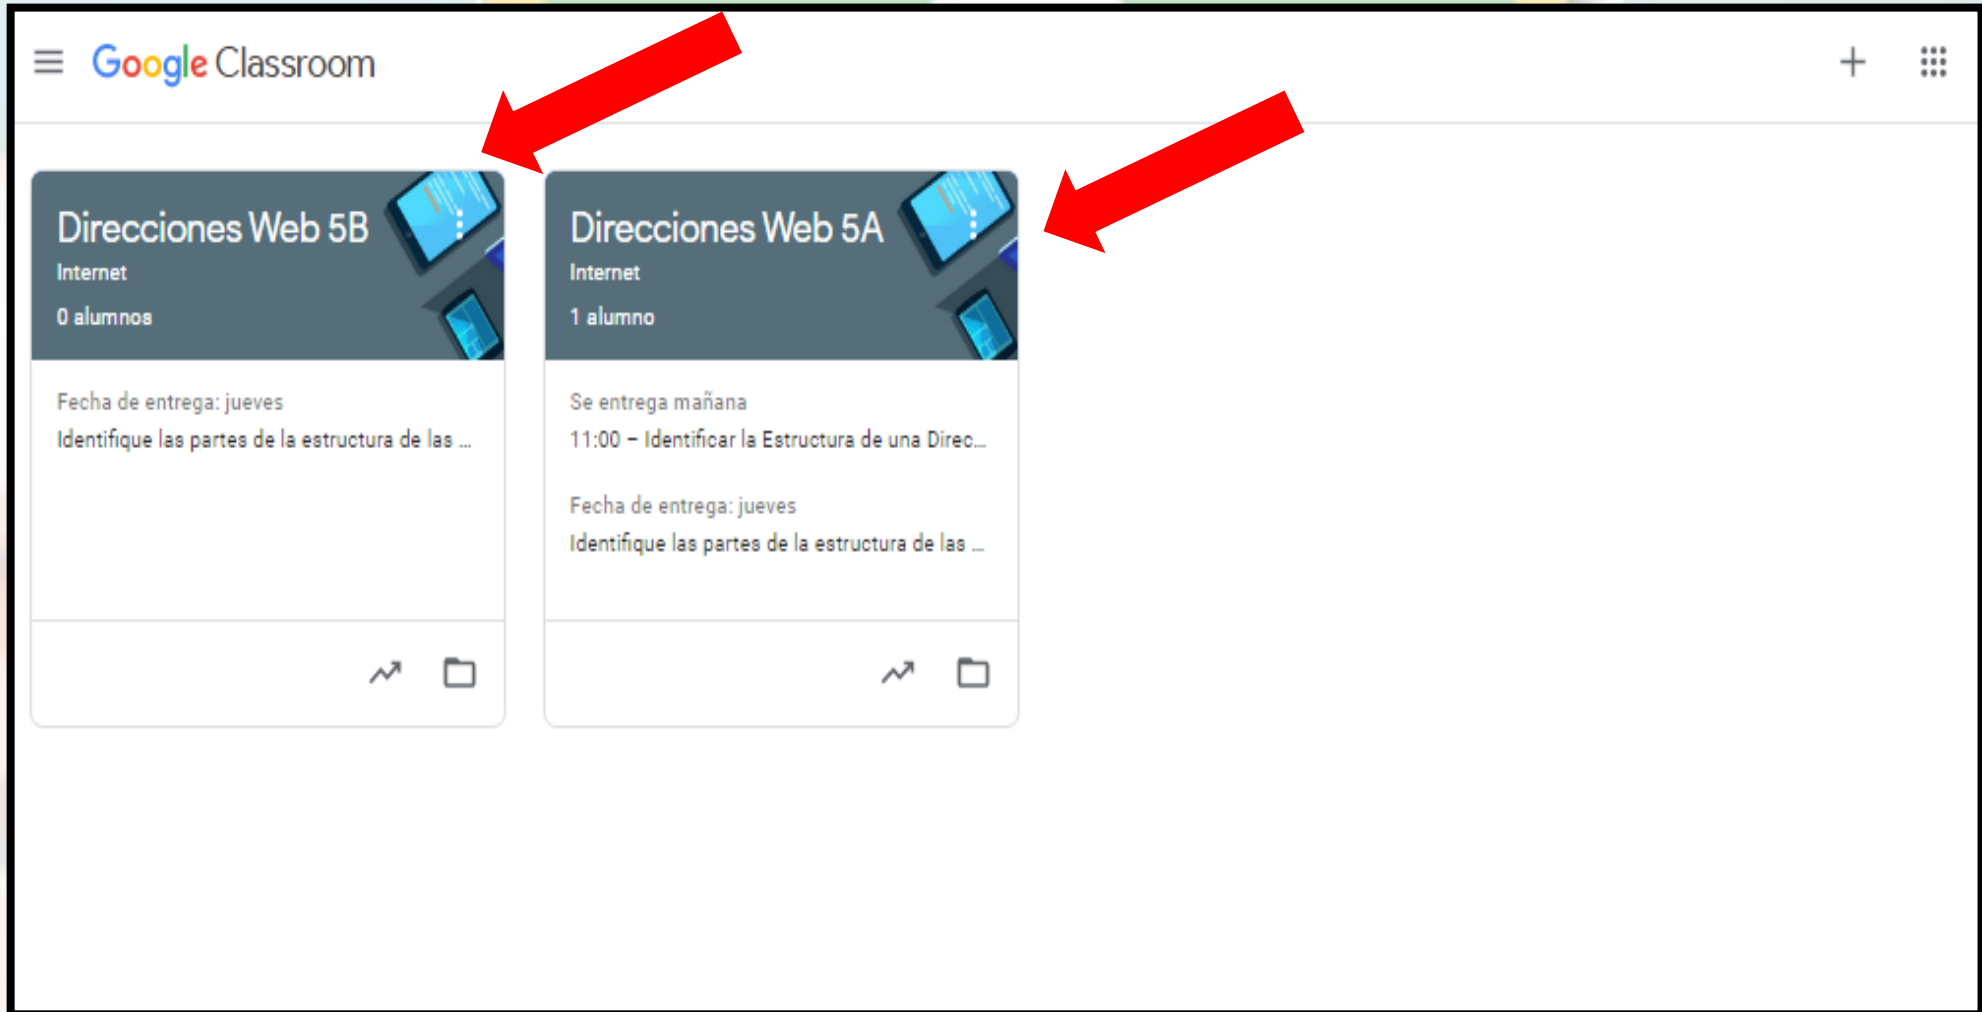 Google Classroom
Direcciones Web 5B
Internet
0 alumnos
Fecha de entrega: jueves
Identifique las partes de la estructura de las ...
Direcciones Web 5A
Internet
1 alumno
Se entrega mañana
11:00 – Identificar la Estructura de una Direc...
Fecha de entrega: jueves
Identifique las partes de la estructura de las ...